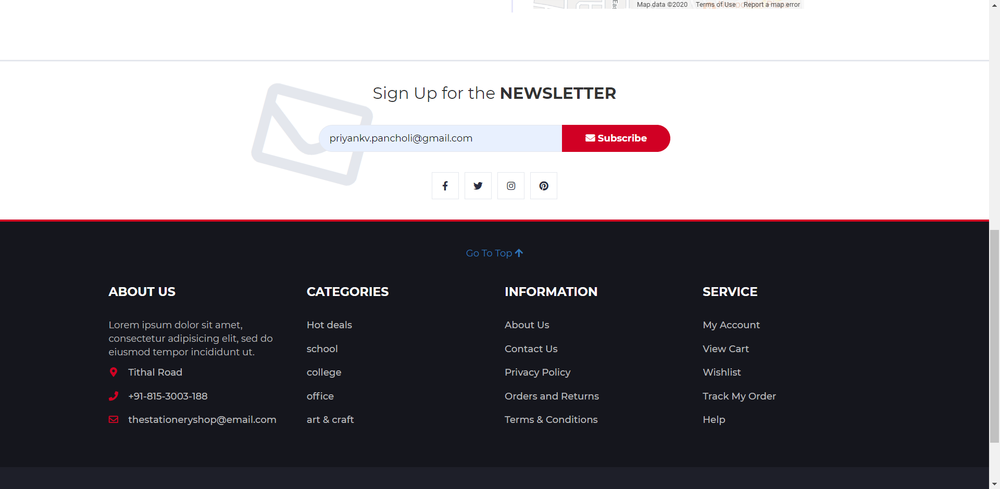 Eas
Map data ©2020 Terms of Use Report a map error
Sign Up for the NEWSLETTER
priyankv.pancholi@gmail.com
Subscribe
Go To Top
ABOUT US
Lorem ipsum dolor sit amet,
consectetur adipisicing elit, sed do
eiusmod tempor incididunt ut.
Tithal Road
+91-815-3003-188
thestationeryshop@email.com
CATEGORIES
Hot deals
school
college
office
art & craft
INFORMATION
About Us
Contact Us
Privacy Policy
Orders and Returns
Terms & Conditions
SERVICE
My Account
View Cart
Wishlist
Track My Order
Help